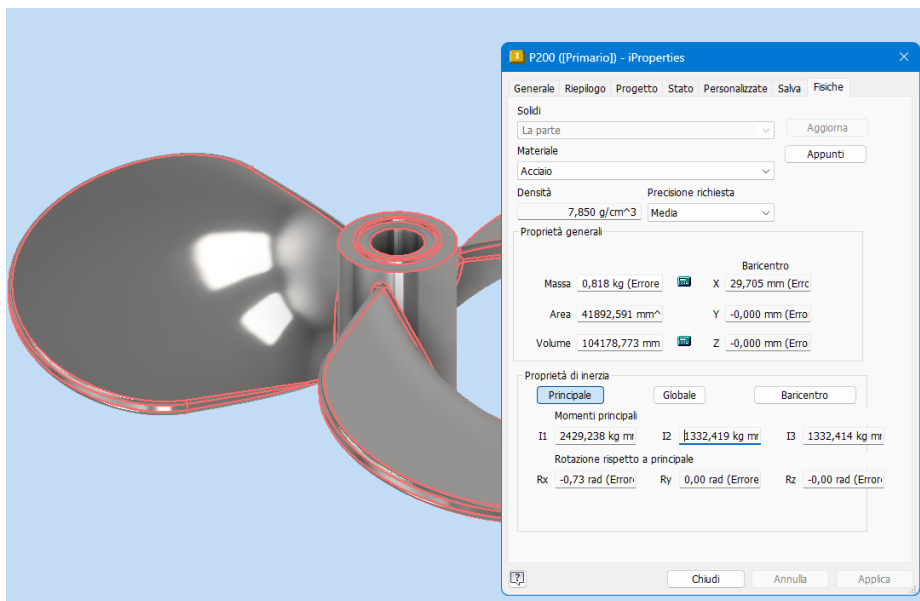 P200 ([Primario]) - iProperties
Generale Riepilogo Progetto Stato Personalizzate Salva Fisiche
Solidi
La parte Aggiorna
Materiale Appunti
Acciaio
Densità Precisione richiesta
7,850 g/cm^3 Media
Proprietà generali
Baricentro
Massa 0,818 kg (Errore X 29,705 mm (Errc
Area 41892,591 mm^ Y -0,000 mm (Erro
Volume 104178,773 mm Z -0,000 mm (Erro
Proprietà di inerzia
Principale Globale Baricentro
Momenti principali
I1 2429,238 kg mr I2 1332,419 kg mr I3 1332,414 kg mr
Rotazione rispetto a principale
Rx -0,73 rad (Errore Ry 0,00 rad (Errore Rz -0,00 rad (Errore
Chiudi Annulla Applica